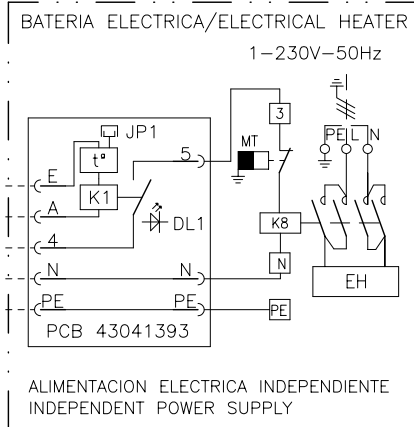 BATERIA ELECTRICA/ELECTRICAL HEATER
1-230V-50Hz
JP1
3
MT
PE L N
tº
5
E
K1
A
DL1
K8
4
N N
N
EH
PE PE
PE
PCB 43041393
ALIMENTACION ELECTRICA INDEPENDIENTE
INDEPENDENT POWER SUPPLY